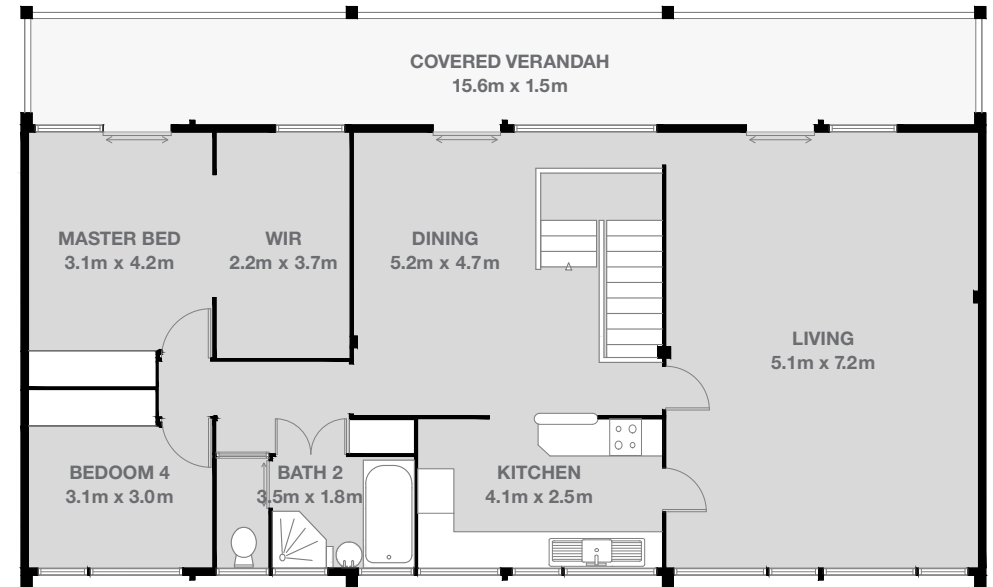 COVERED VERANDAH
15.6m x 1.5m
MASTER BED
3.1m x 4.2m
WIR
2.2m x 3.7m
DINING
5.2m x 4.7m
LIVING
5.1m x 7.2m
BEDOOM 4
3.1m x 3.0m
BATH 2
3.5m x 1.8m
KITCHEN
4.1m x 2.5m